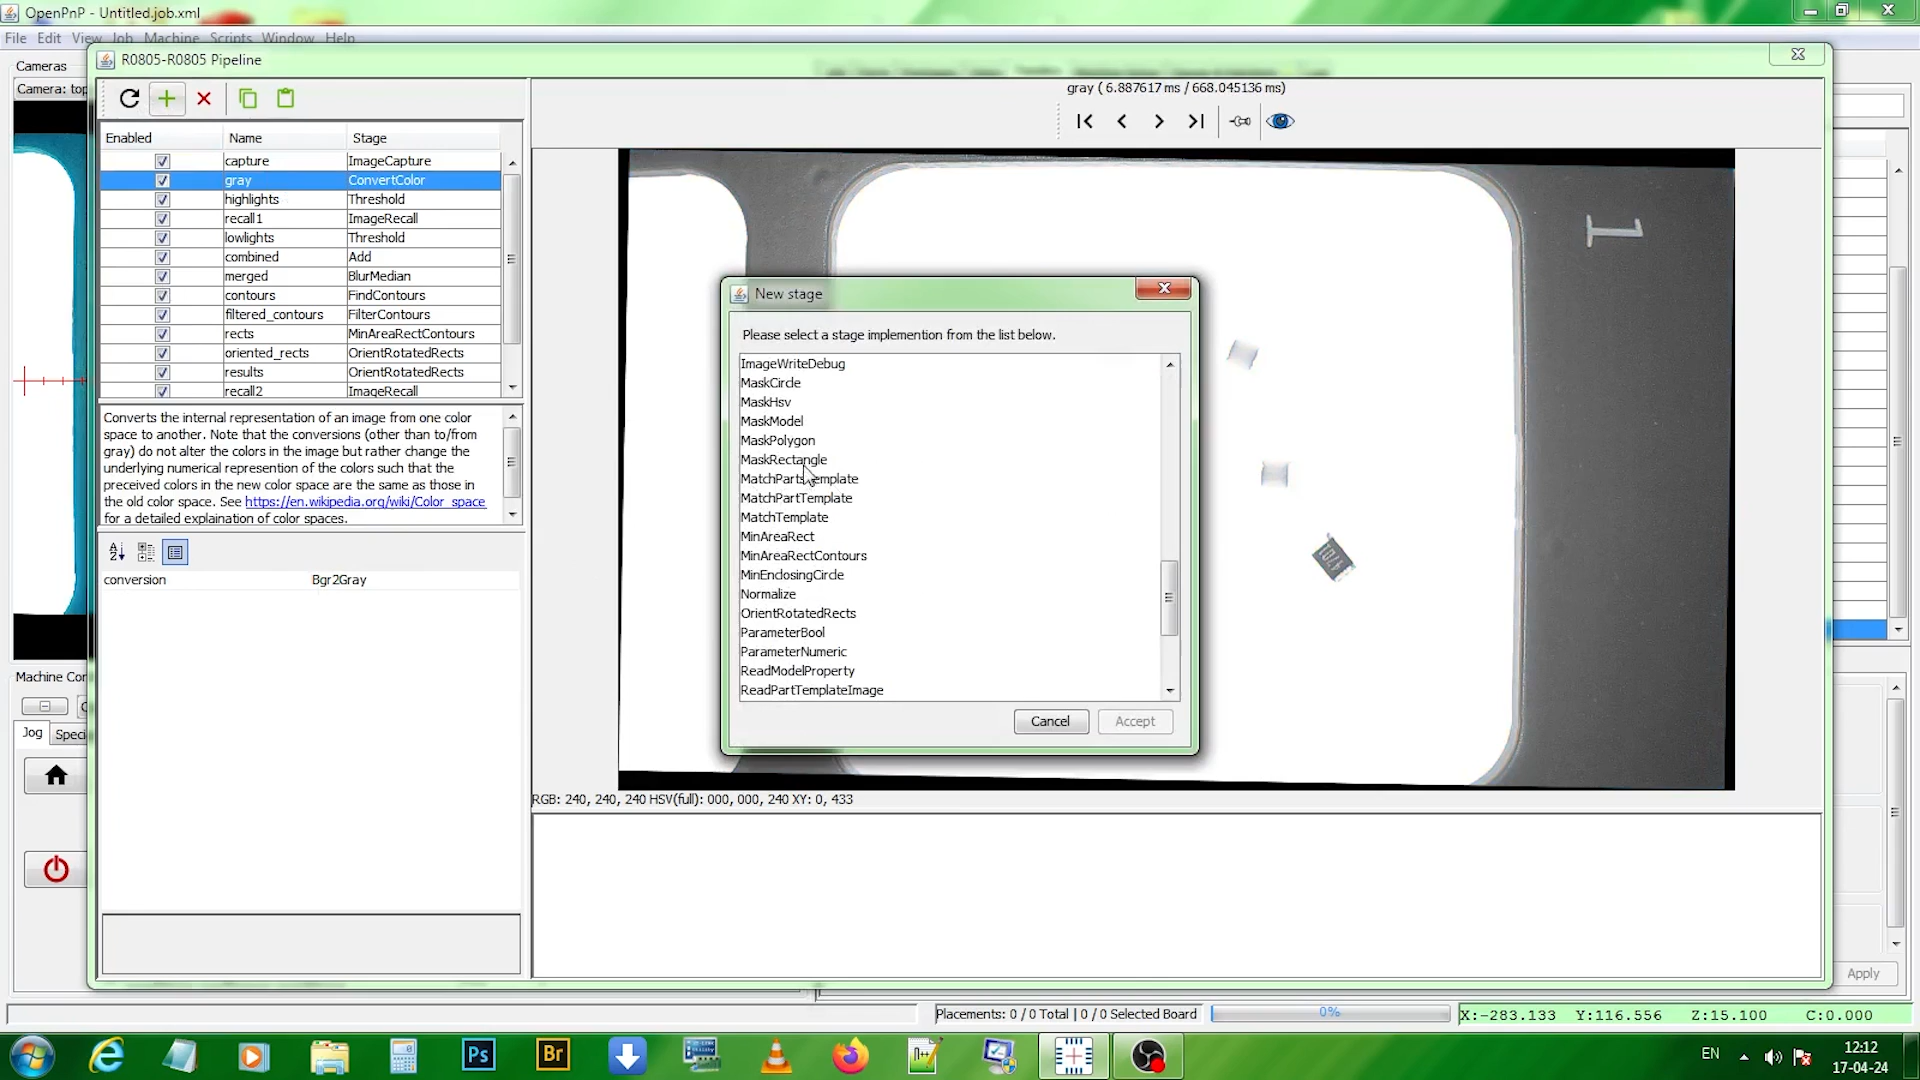 OpenPnP - Untitled.job.xml
File Edit View Job Machine Scripts Window Help
Cameras
Camera: top
R0805-R0805 Pipeline
gray ( 6.887617 ms / 668.045136 ms)
Enabled Name Stage
capture ImageCapture
gray ConvertColor
highlights Threshold
recall1 ImageRecall
lowlights Threshold
combined Add
merged BlurMedian
contours FindContours
filtered_contours FilterContours
rects MinAreaRectContours
oriented_rects OrientRotatedRects
results OrientRotatedRects
recall2 ImageRecall
Converts the internal representation of an image from one color
space to another. Note that the conversions (other than to/from
gray) do not alter the colors in the image but rather change the
underlying numerical represention of the colors such that the
preceived colors in the new color space are the same as those in
the old color space. See https://en.wikipedia.org/wiki/Color_space
for a detailed explaination of color spaces.
conversion Bgr2Gray
1
New stage
Please select a stage implemention from the list below.
ImageWriteDebug
MaskCircle
MaskHsv
MaskModel
MaskPolygon
MaskRectangle
MatchPartsTemplate
MatchPartTemplate
MatchTemplate
MinAreaRect
MinAreaRectContours
MinEnclosingCircle
Normalize
OrientRotatedRects
ParameterBool
ParameterNumeric
ReadModelProperty
ReadPartTemplateImage
Cancel Accept
RGB: 240, 240, 240 HSV(full): 000, 000, 240 XY: 0, 433
Machine Con
Jog Speci
Apply
Placements: 0 / 0 Total | 0 / 0 Selected Board
0%
X:-283.133 Y:116.556 Z:15.100 C:0.000
Ps
Br
EN
12:12
17-04-24